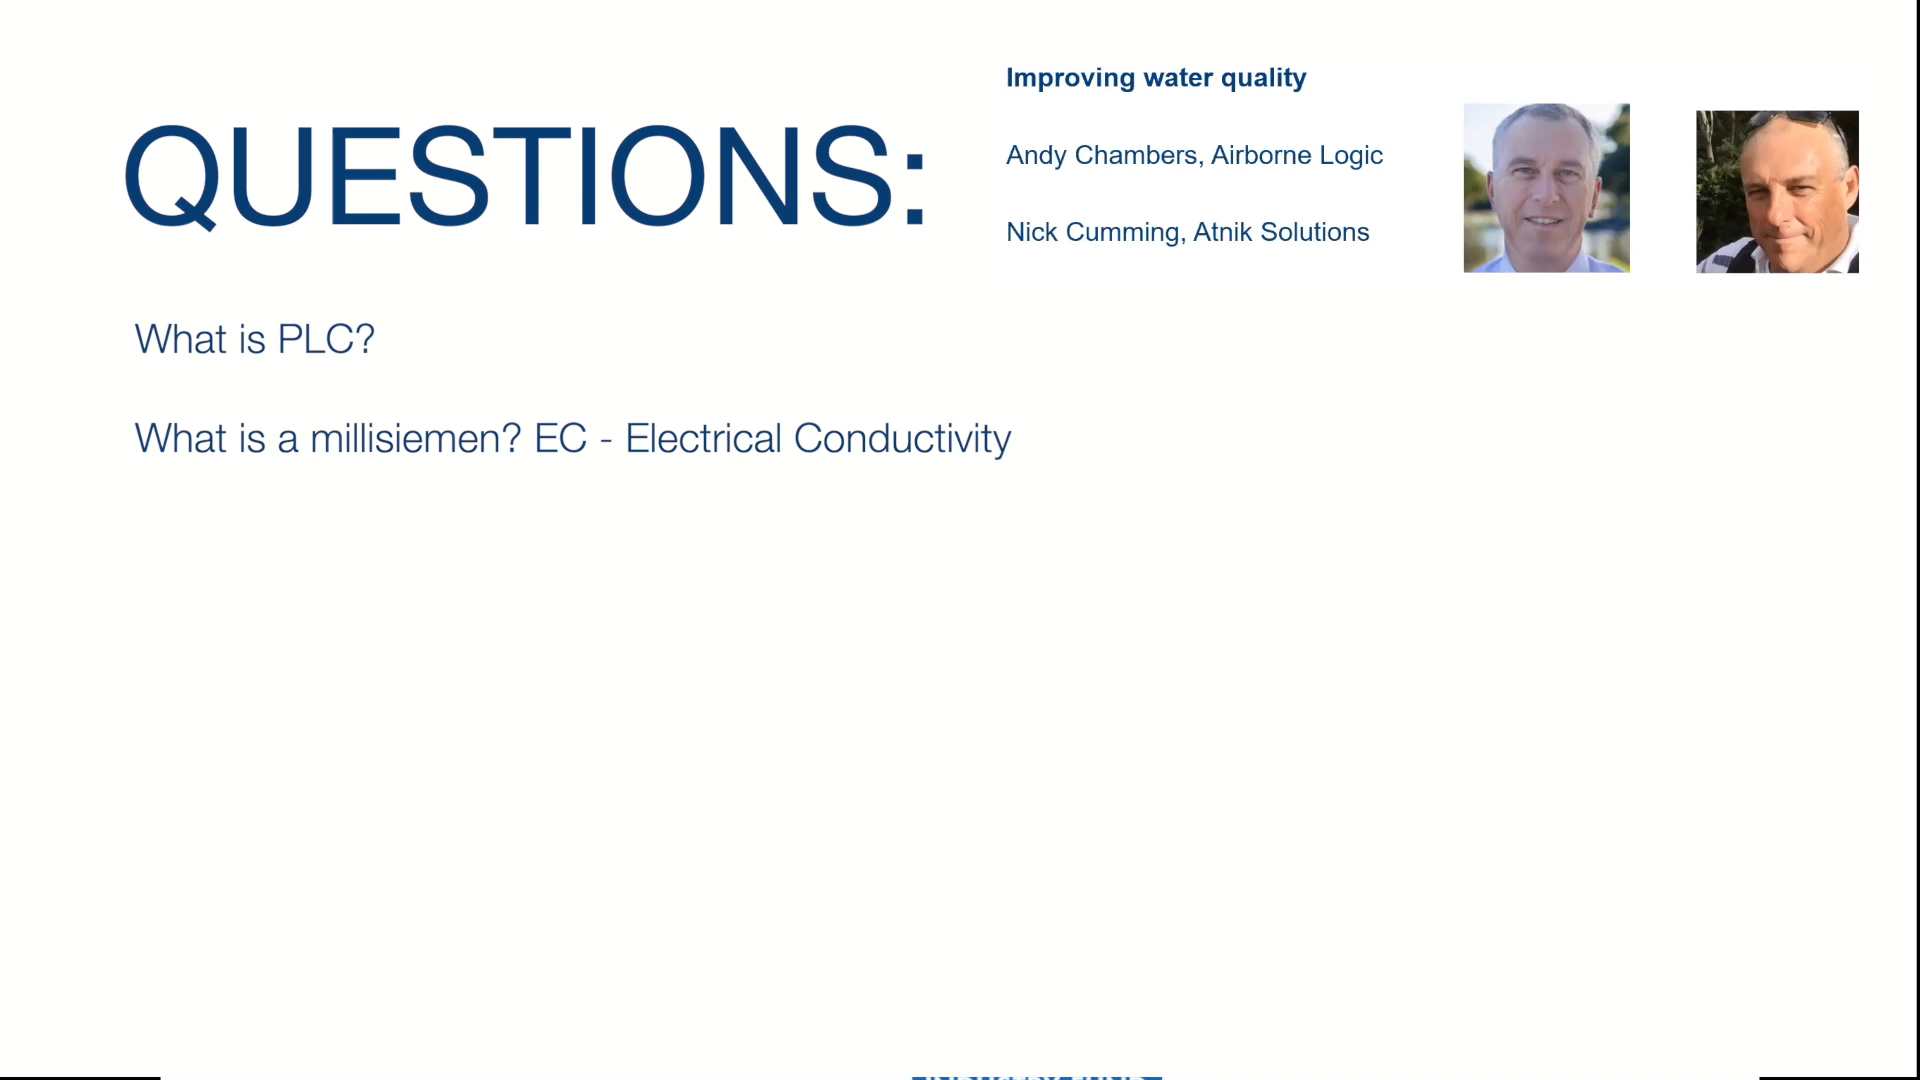 QUESTIONS:
Improving water quality
Andy Chambers, Airborne Logic
Nick Cumming, Atnik Solutions
What is PLC?
What is a millisiemen? EC - Electrical Conductivity